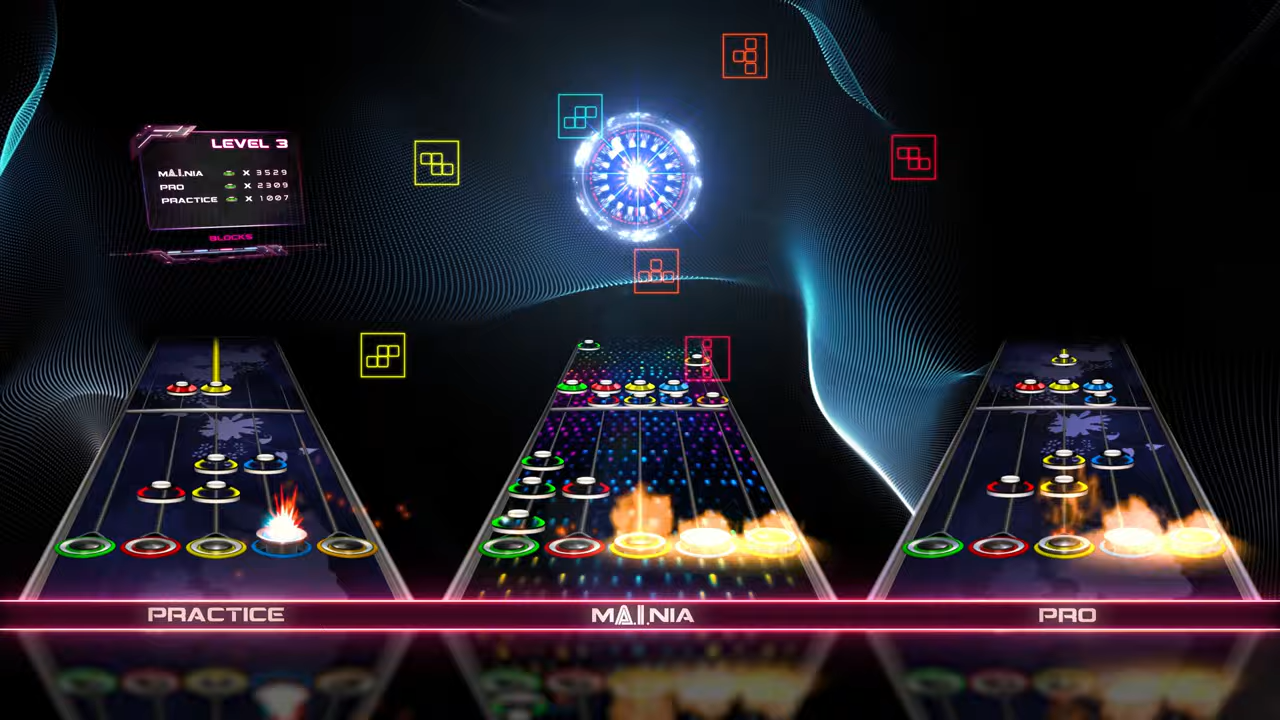 LEVEL 3
MA.I.NIA X 3529
PRO X 2309
PRACTICE X 1007
BLOCKS
PRACTICE
MA.I.NIA
PRO